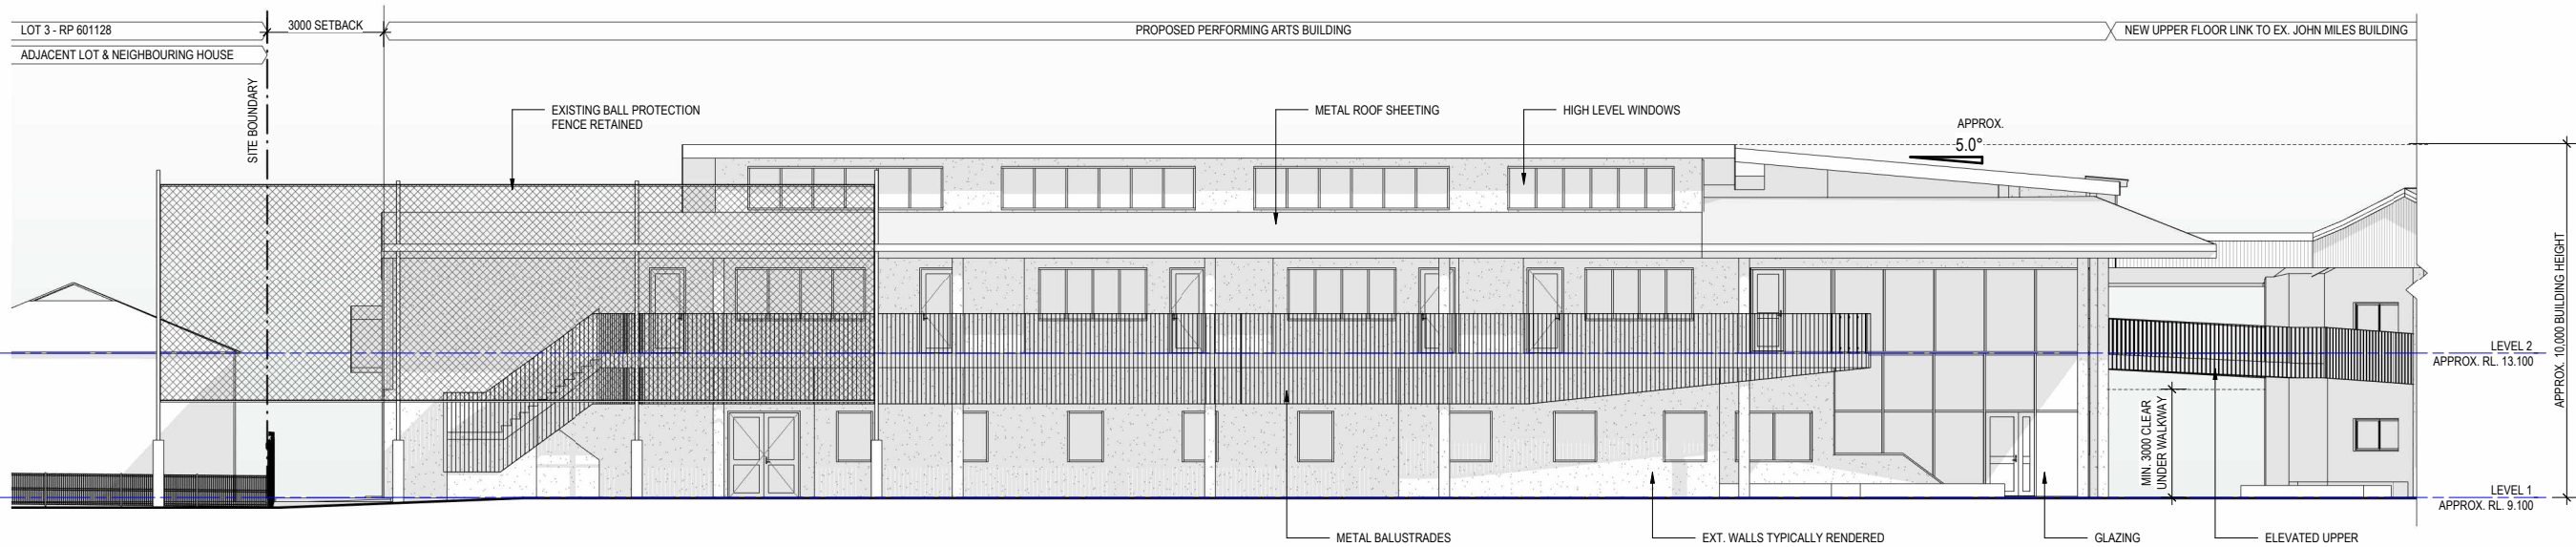 LOT 3 - RP 601128
3000 SETBACK
PROPOSED PERFORMING ARTS BUILDING
NEW UPPER FLOOR LINK TO EX. JOHN MILES BUILDING
ADJACENT LOT & NEIGHBOURING HOUSE
SITE BOUNDARY
EXISTING BALL PROTECTION
FENCE RETAINED
METAL ROOF SHEETING
HIGH LEVEL WINDOWS
APPROX.
5.0°
APPROX. 10,000 BUILDING HEIGHT
LEVEL 2
APPROX. RL. 13.100
MIN. 3000 CLEAR
UNDER WALKWAY
LEVEL 1
APPROX. RL. 9.100
METAL BALUSTRADES
EXT. WALLS TYPICALLY RENDERED
GLAZING
ELEVATED UPPER